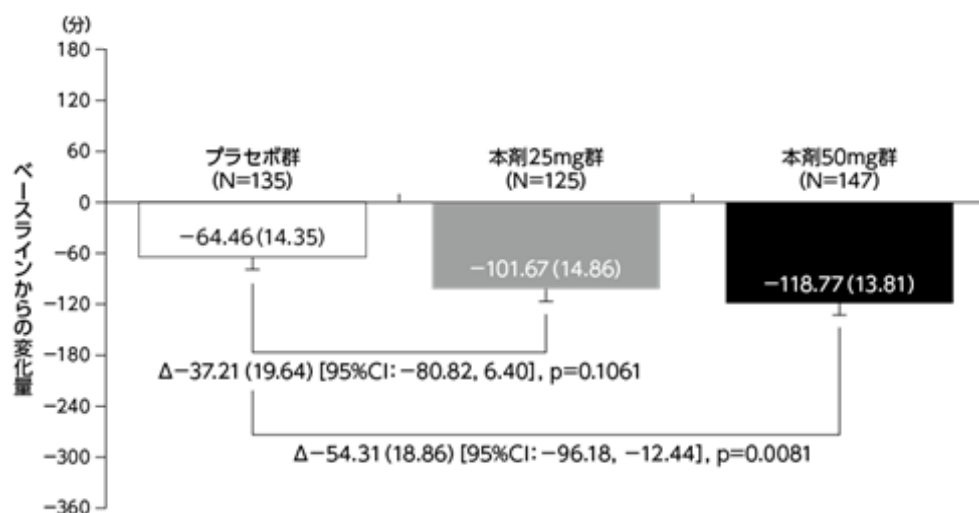 (分)
180
120
60
0
−60
−120
−180
−240
−300
−360
ベースラインからの変化量
プラセボ群
(N=135)
本剤25mg群
(N=125)
本剤50mg群
(N=147)
−64.46(14.35)
−101.67(14.86)
−118.77(13.81)
Δ−37.21(19.64) [95%CI:−80.82, 6.40], p=0.1061
Δ−54.31(18.86) [95%CI:−96.18, −12.44], p=0.0081